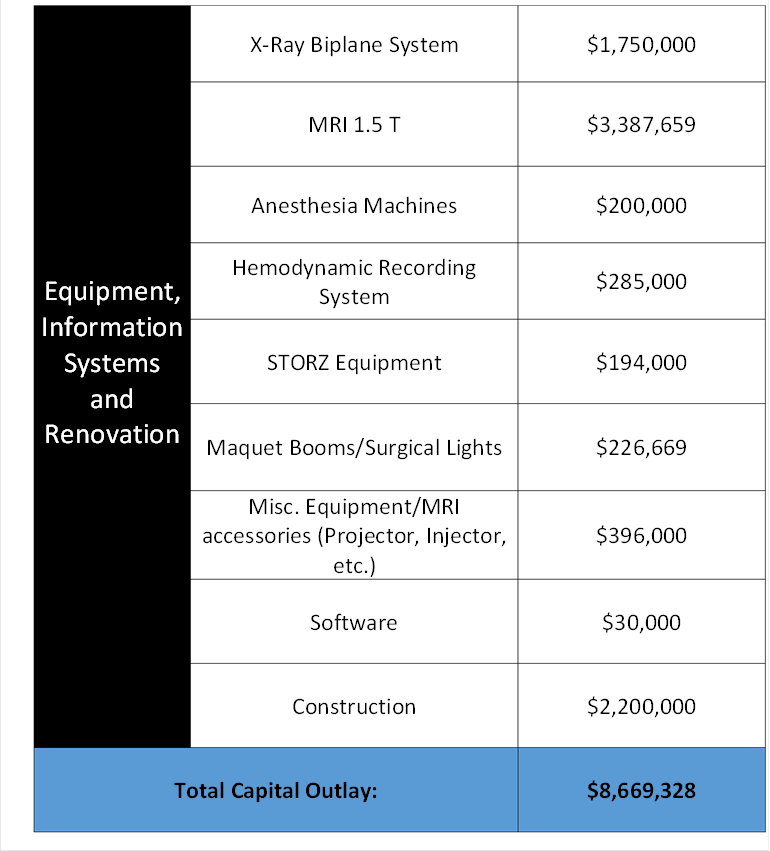 Equipment,
Information
Systems
and
Renovation
X-Ray Biplane System
$1,750,000
MRI 1.5 T
$3,387,659
Anesthesia Machines
$200,000
Hemodynamic Recording
System
$285,000
STORZ Equipment
$194,000
Maquet Booms/Surgical Lights
$226,669
Misc. Equipment/MRI
accessories (Projector, Injector,
etc.)
$396,000
Software
$30,000
Construction
$2,200,000
Total Capital Outlay:
$8,669,328